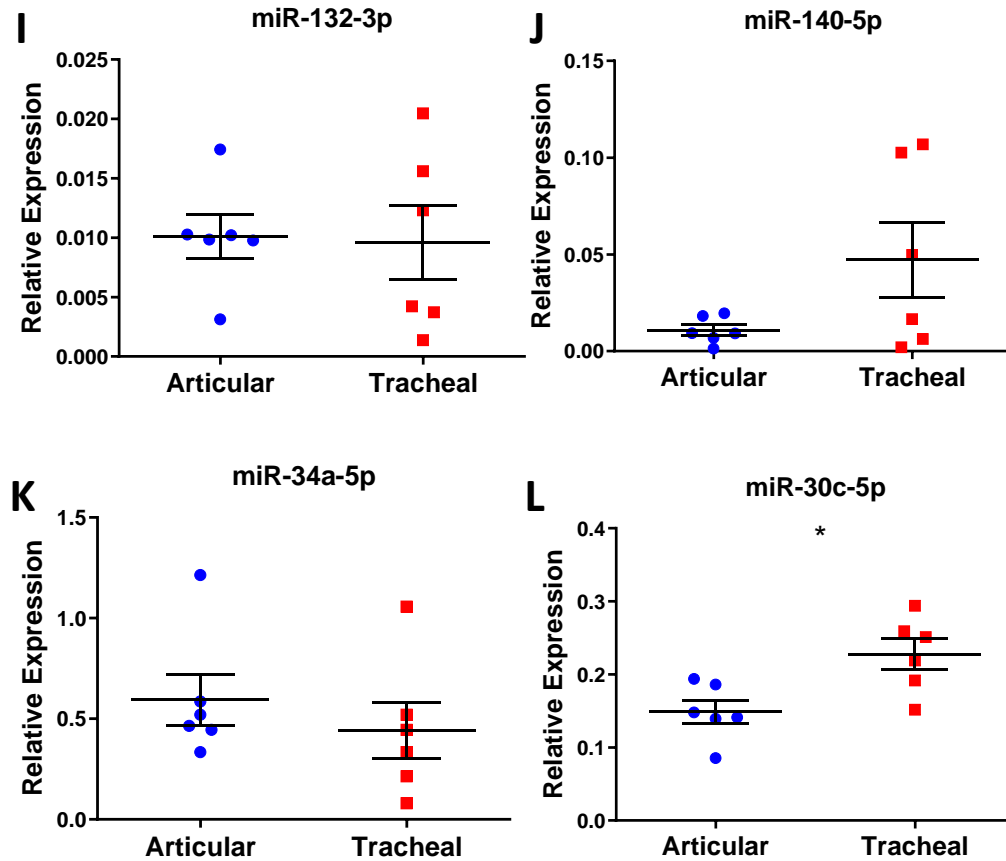 I
miR-132-3p
Relative Expression
0.025
0.020
0.015
0.010
0.005
0.000
Articular
Tracheal
J
miR-140-5p
Relative Expression
0.15
0.10
0.05
0.00
Articular
Tracheal
K
miR-34a-5p
Relative Expression
1.5
1.0
0.5
0.0
Articular
Tracheal
L
miR-30c-5p
*
Relative Expression
0.4
0.3
0.2
0.1
0.0
Articular
Tracheal